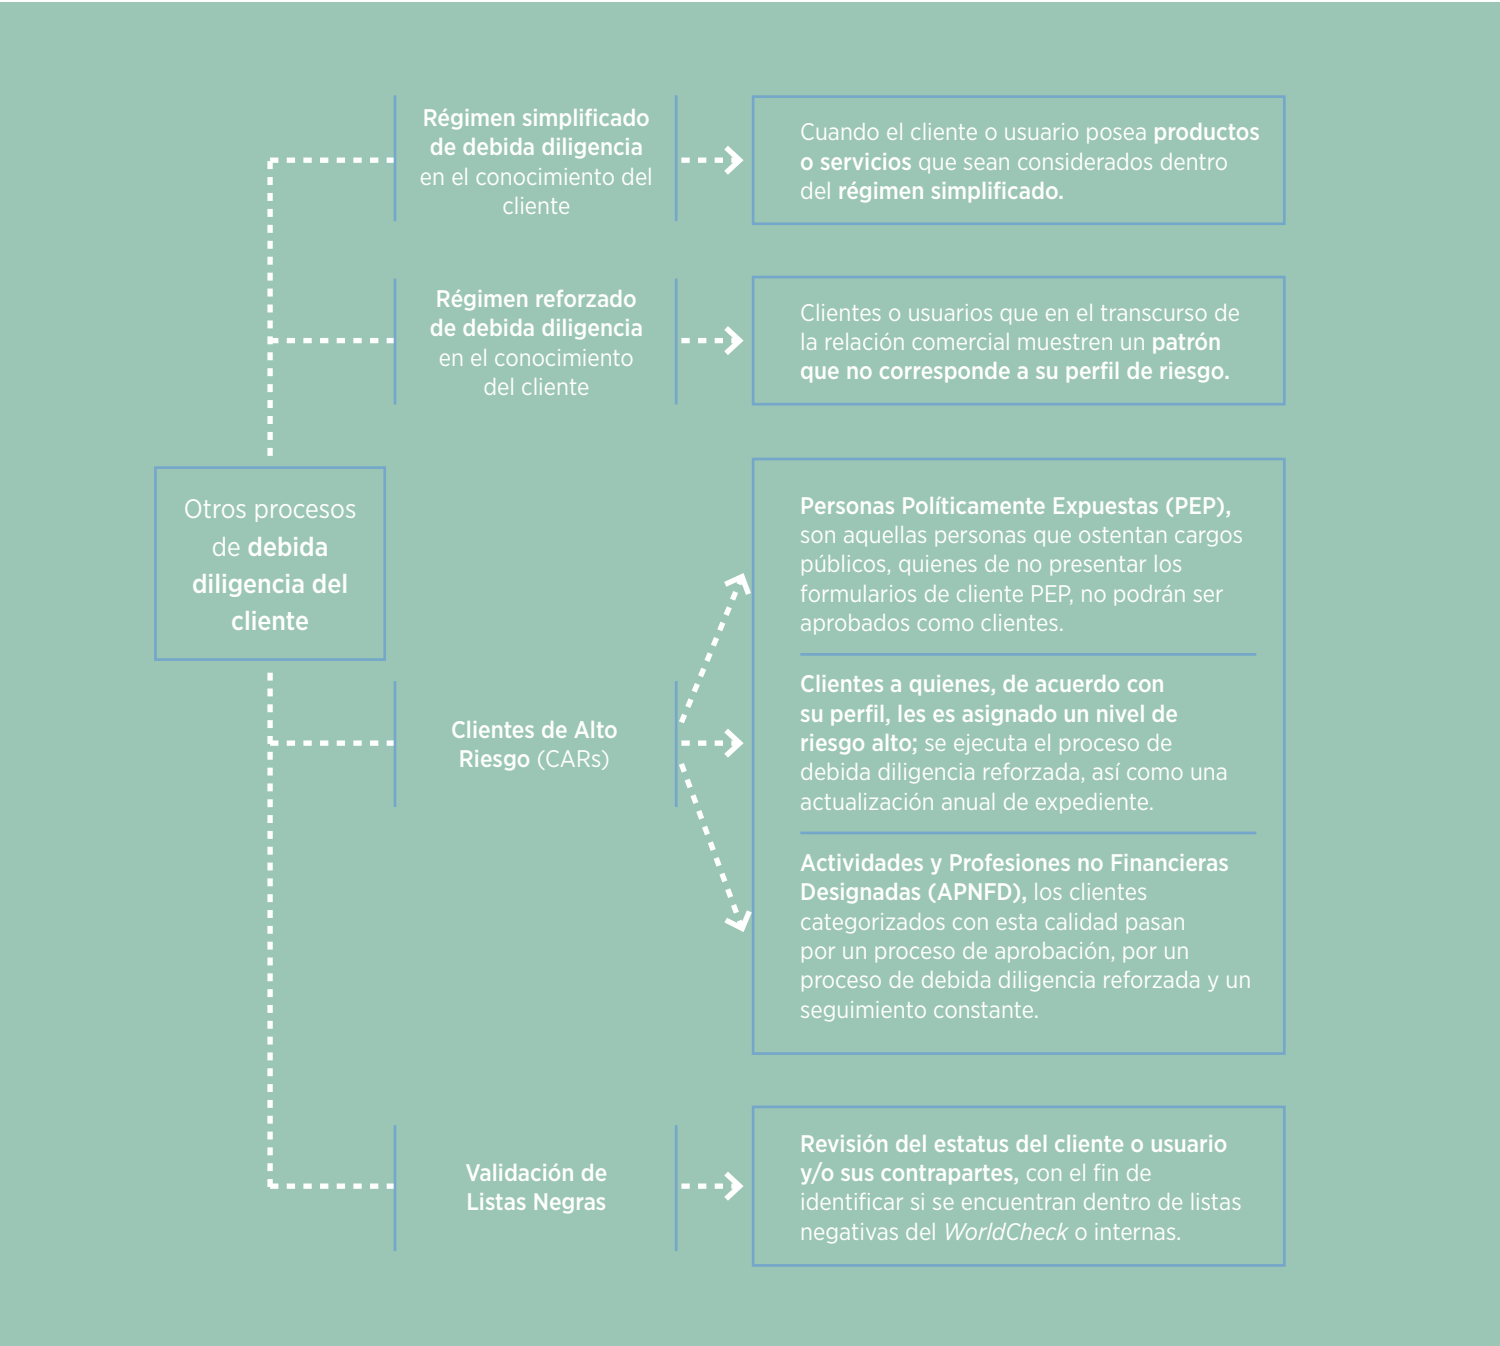 Otros procesos
de debida
diligencia del
cliente
Régimen simplificado
de debida diligencia
en el conocimiento del
cliente
Cuando el cliente o usuario posea productos
o servicios que sean considerados dentro
del régimen simplificado.
Régimen reforzado
de debida diligencia
en el conocimiento
del cliente
Clientes o usuarios que en el transcurso de
la relación comercial muestren un patrón
que no corresponde a su perfil de riesgo.
Clientes de Alto
Riesgo (CARs)
Personas Políticamente Expuestas (PEP),
son aquellas personas que ostentan cargos
públicos, quienes de no presentar los
formularios de cliente PEP, no podrán ser
aprobados como clientes.
Clientes a quienes, de acuerdo con
su perfil, les es asignado un nivel de
riesgo alto; se ejecuta el proceso de
debida diligencia reforzada, así como una
actualización anual de expediente.
Actividades y Profesiones no Financieras
Designadas (APNFD), los clientes
categorizados con esta calidad pasan
por un proceso de aprobación, por un
proceso de debida diligencia reforzada y un
seguimiento constante.
Validación de
Listas Negras
Revisión del estatus del cliente o usuario
y/o sus contrapartes, con el fin de
identificar si se encuentran dentro de listas
negativas del WorldCheck o internas.